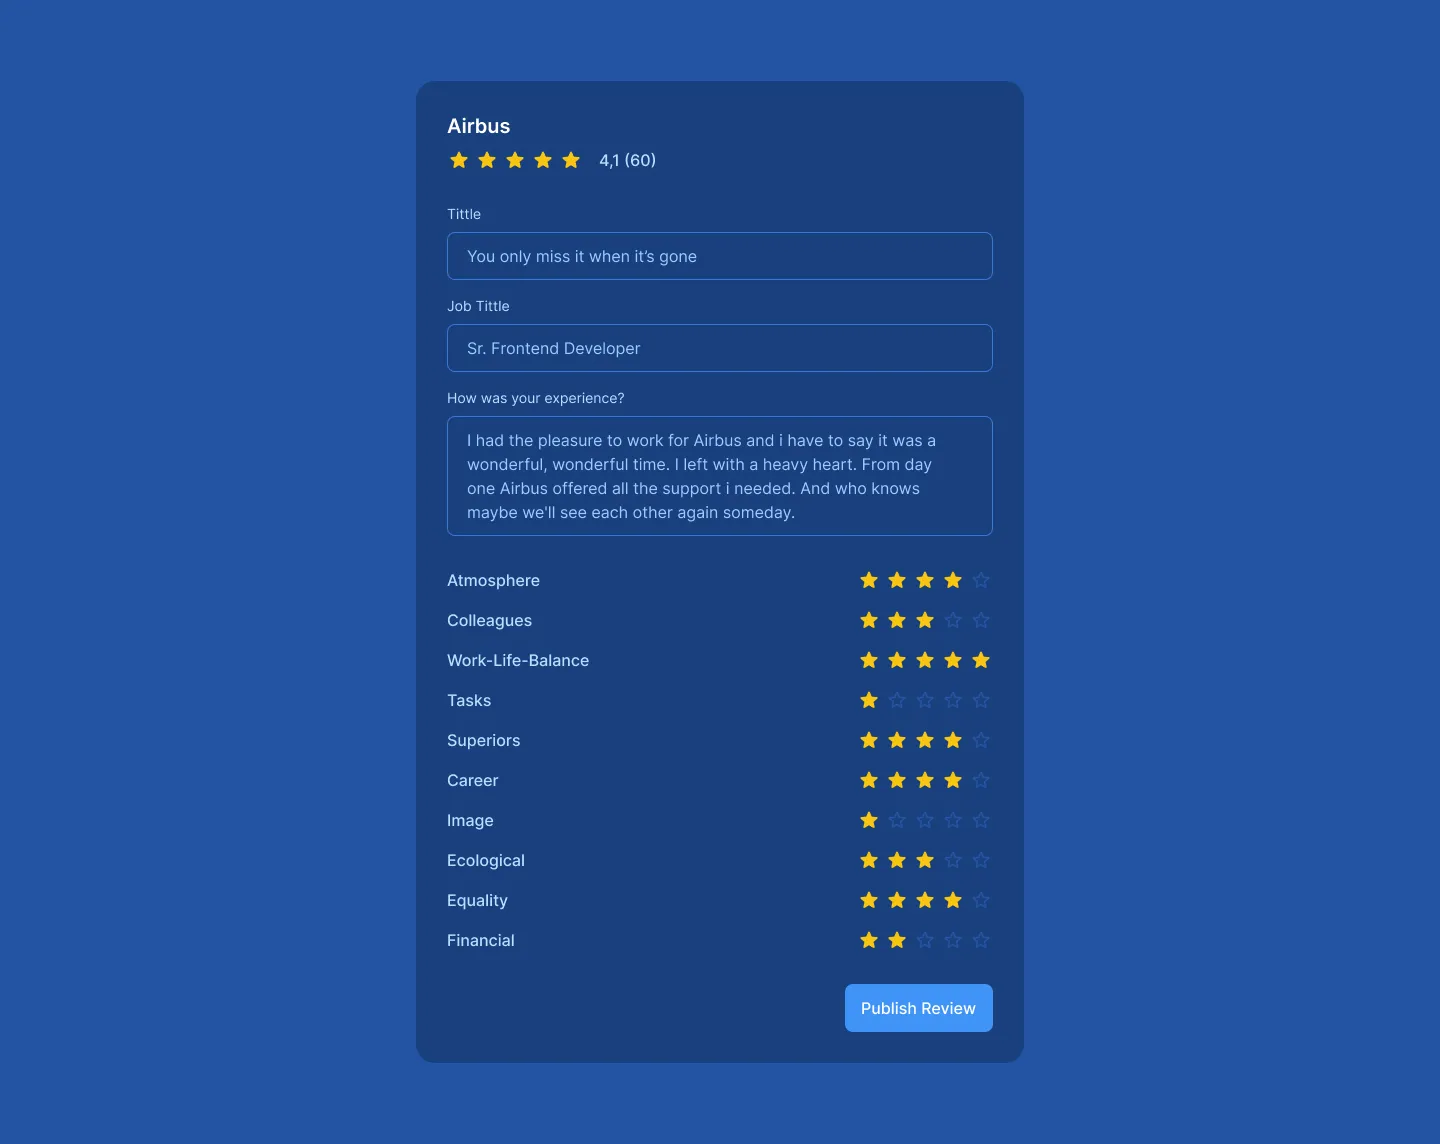 Airbus
4,1 (60)
Tittle
You only miss it when it’s gone
Job Tittle
Sr. Frontend Developer
How was your experience?
I had the pleasure to work for Airbus and i have to say it was a
wonderful, wonderful time. I left with a heavy heart. From day
one Airbus offered all the support i needed. And who knows
maybe we'll see each other again someday.
Atmosphere
Colleagues
Work-Life-Balance
Tasks
Superiors
Career
Image
Ecological
Equality
Financial
Publish Review